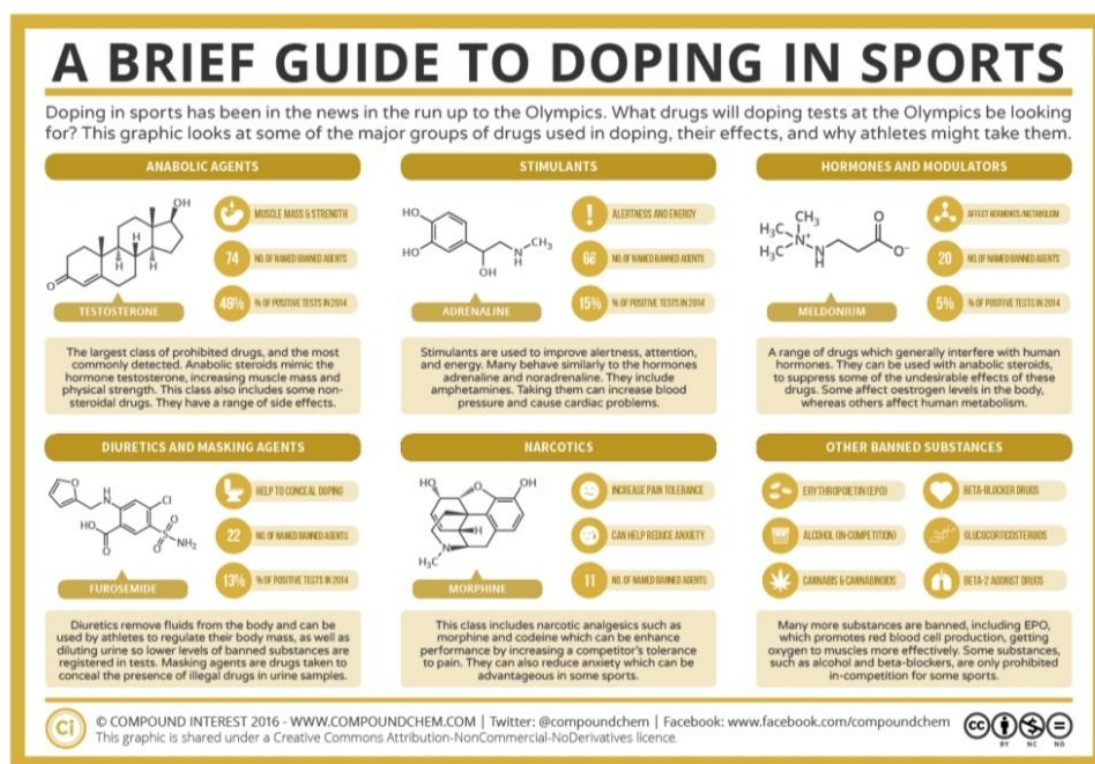 A BRIEF GUIDE TO DOPING IN SPORTS
Doping in sports has been in the news in the run up to the Olympics. What drugs will doping tests at the Olympics be looking
for? This graphic looks at some of the major groups of drugs used in doping, their effects, and why athletes might take them.
ANABOLIC AGENTS
OH
H
H
H
H
O
MUSCLE MASS & STRENGTH
74 NO. OF NAMED BANNED AGENTS
48% % OF POSITIVE TESTS IN 2014
TESTOSTERONE
The largest class of prohibited drugs, and the most
commonly detected. Anabolic steroids mimic the
hormone testosterone, increasing muscle mass and
physical strength. This class also includes some non-
steroidal drugs. They have a range of side effects.
STIMULANTS
HO
HO
OH
N
H
CH3
! ALERTNESS AND ENERGY
66 NO. OF NAMED BANNED AGENTS
15% % OF POSITIVE TESTS IN 2014
ADRENALINE
Stimulants are used to improve alertness, attention,
and energy. Many behave similarly to the hormones
adrenaline and noradrenaline. They include
amphetamines. Taking them can increase blood
pressure and cause cardiac problems.
HORMONES AND MODULATORS
CH3
H3C
N+
H3C
N
H
O
O-
AFFECT HORMONES/METABOLISM
20 NO. OF NAMED BANNED AGENTS
5% % OF POSITIVE TESTS IN 2014
MELDONIUM
A range of drugs which generally interfere with human
hormones. They can be used with anabolic steroids,
to suppress some of the undesirable effects of these
drugs. Some affect oestrogen levels in the body,
whereas others affect human metabolism.
DIURETICS AND MASKING AGENTS
O
H
N
Cl
HO
O
O
S
O
NH2
HELP TO CONCEAL DOPING
22 NO. OF NAMED BANNED AGENTS
13% % OF POSITIVE TESTS IN 2014
FUROSEMIDE
Diuretics remove fluids from the body and can be
used by athletes to regulate their body mass, as well as
diluting urine so lower levels of banned substances are
registered in tests. Masking agents are drugs taken to
conceal the presence of illegal drugs in urine samples.
NARCOTICS
HO
O
OH
H
N
H3C
INCREASE PAIN TOLERANCE
CAN HELP REDUCE ANXIETY
11 NO. OF NAMED BANNED AGENTS
MORPHINE
This class includes narcotic analgesics such as
morphine and codeine which can be enhance
performance by increasing a competitor's tolerance
to pain. They can also reduce anxiety which can be
advantageous in some sports.
OTHER BANNED SUBSTANCES
ERYTHROPOIETIN (EPO)
BETA-BLOCKER DRUGS
ALCOHOL (IN-COMPETITION)
GLUCOCORTICOSTEROIDS
CANNABIS & CANNABINOIDS
BETA-2 AGONIST DRUGS
Many more substances are banned, including EPO,
which promotes red blood cell production, getting
oxygen to muscles more effectively. Some substances,
such as alcohol and beta-blockers, are only prohibited
in-competition for some sports.
Ci
© COMPOUND INTEREST 2016 - WWW.COMPOUNDCHEM.COM | Twitter: @compoundchem | Facebook: www.facebook.com/compoundchem
This graphic is shared under a Creative Commons Attribution-NonCommercial-NoDerivatives licence.
cc
BY NC ND